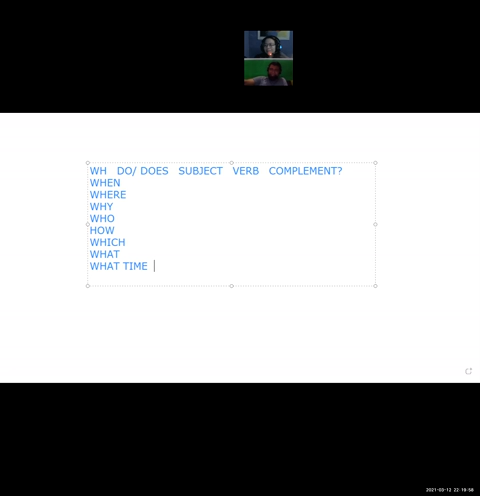 WH DO/ DOES SUBJECT VERB COMPLEMENT?
WHEN
WHERE
WHY
WHO
HOW
WHICH
WHAT
WHAT TIME
2021-03-12 22:19:58